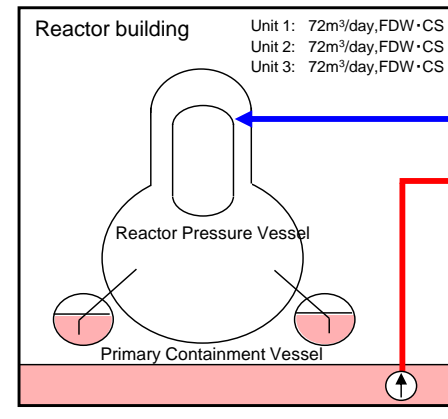 Reactor building
Unit 1: 72m³/day,FDW･CS
Unit 2: 72m³/day,FDW･CS
Unit 3: 72m³/day,FDW･CS
Reactor Pressure Vessel
Primary Containment Vessel